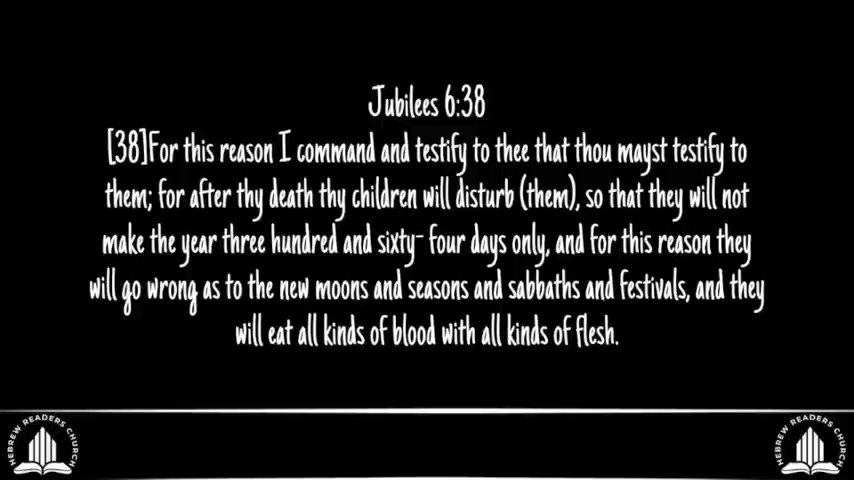 Jubilees 6:38
[38]For this reason I command and testify to thee that thou mayst testify to
them; for after thy death thy children will disturb (them), so that they will not
make the year three hundred and sixty- four days only, and for this reason they
will go wrong as to the new moons and seasons and sabbaths and festivals, and they
will eat all kinds of blood with all kinds of flesh.
HEBREW READERS CHURCH
HEBREW READERS CHURCH